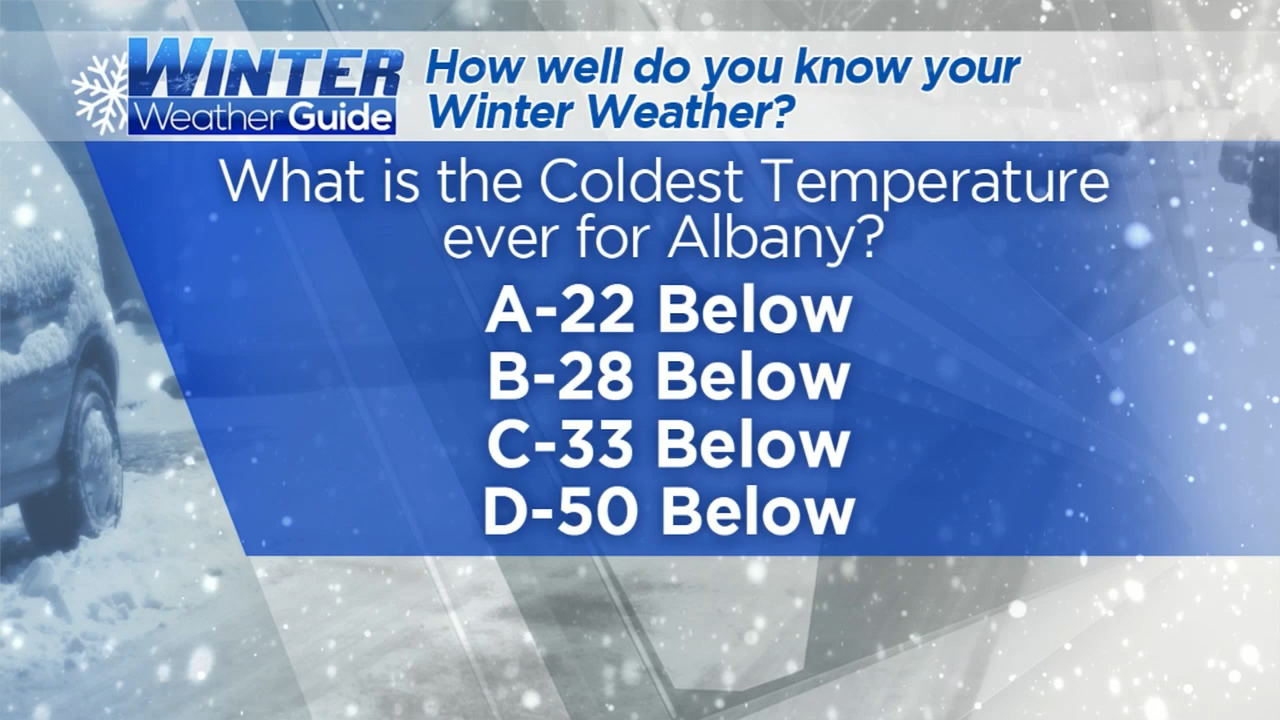 WINTER
Weather Guide
How well do you know your
Winter Weather?
What is the Coldest Temperature
ever for Albany?
A-22 Below
B-28 Below
C-33 Below
D-50 Below